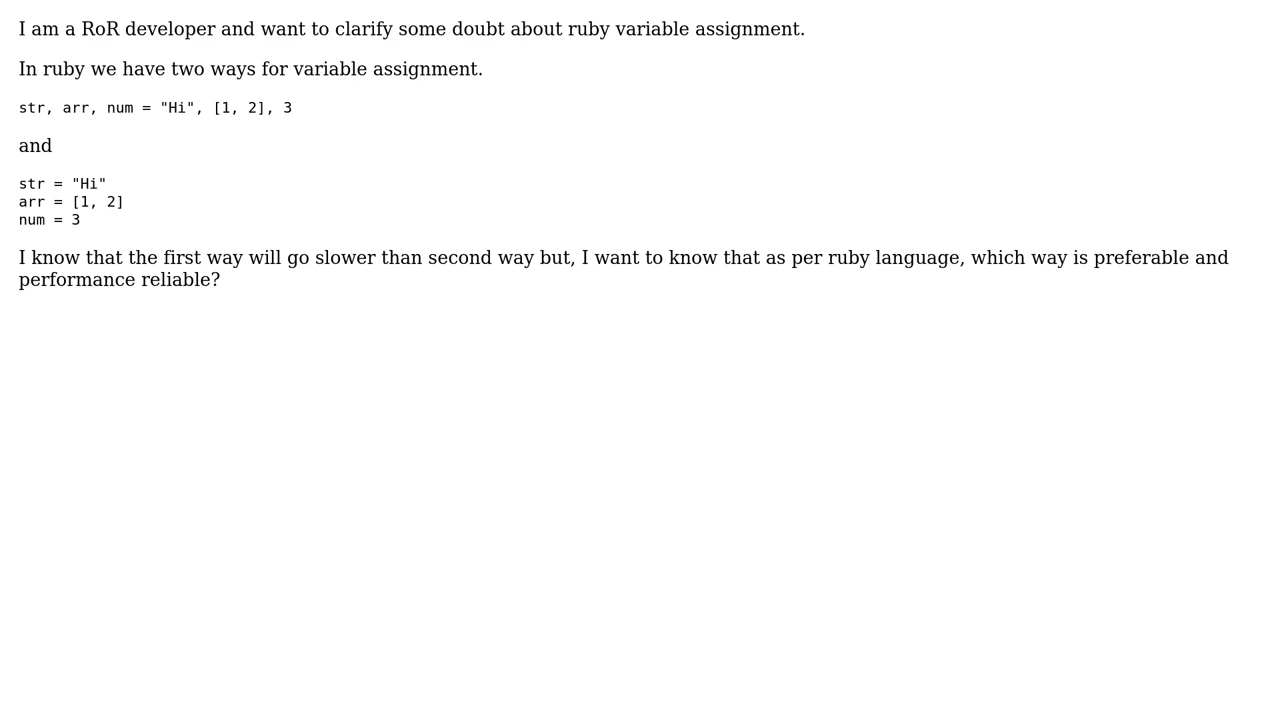 I am a RoR developer and want to clarify some doubt about ruby variable assignment.
In ruby we have two ways for variable assignment.
str, arr, num = "Hi", [1, 2], 3
and
str = "Hi"
arr = [1, 2]
num = 3
I know that the first way will go slower than second way but, I want to know that as per ruby language, which way is preferable and
performance reliable?